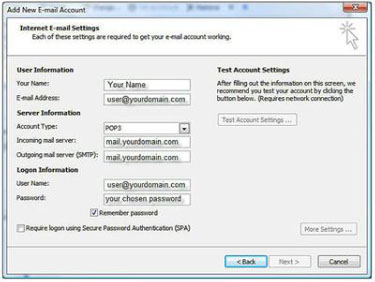 Add New E-mail Account
Internet E-mail Settings
Each of these settings are required to get your e-mail account working.
User Information
Your Name: Your Name
E-mail Address: user@yourdomain.com
Server Information
Account Type: POP3
Incoming mail server: mail.yourdomain.com
Outgoing mail server (SMTP): mail.yourdomain.com
Logon Information
User Name: user@yourdomain.com
Password: your chosen password
Remember password
Require logon using Secure Password Authentication (SPA)
Test Account Settings
After filling out the information on this screen, we
recommend you test your account by clicking the
button below. (Requires network connection)
Test Account Settings ...
More Settings ...
< Back Next > Cancel